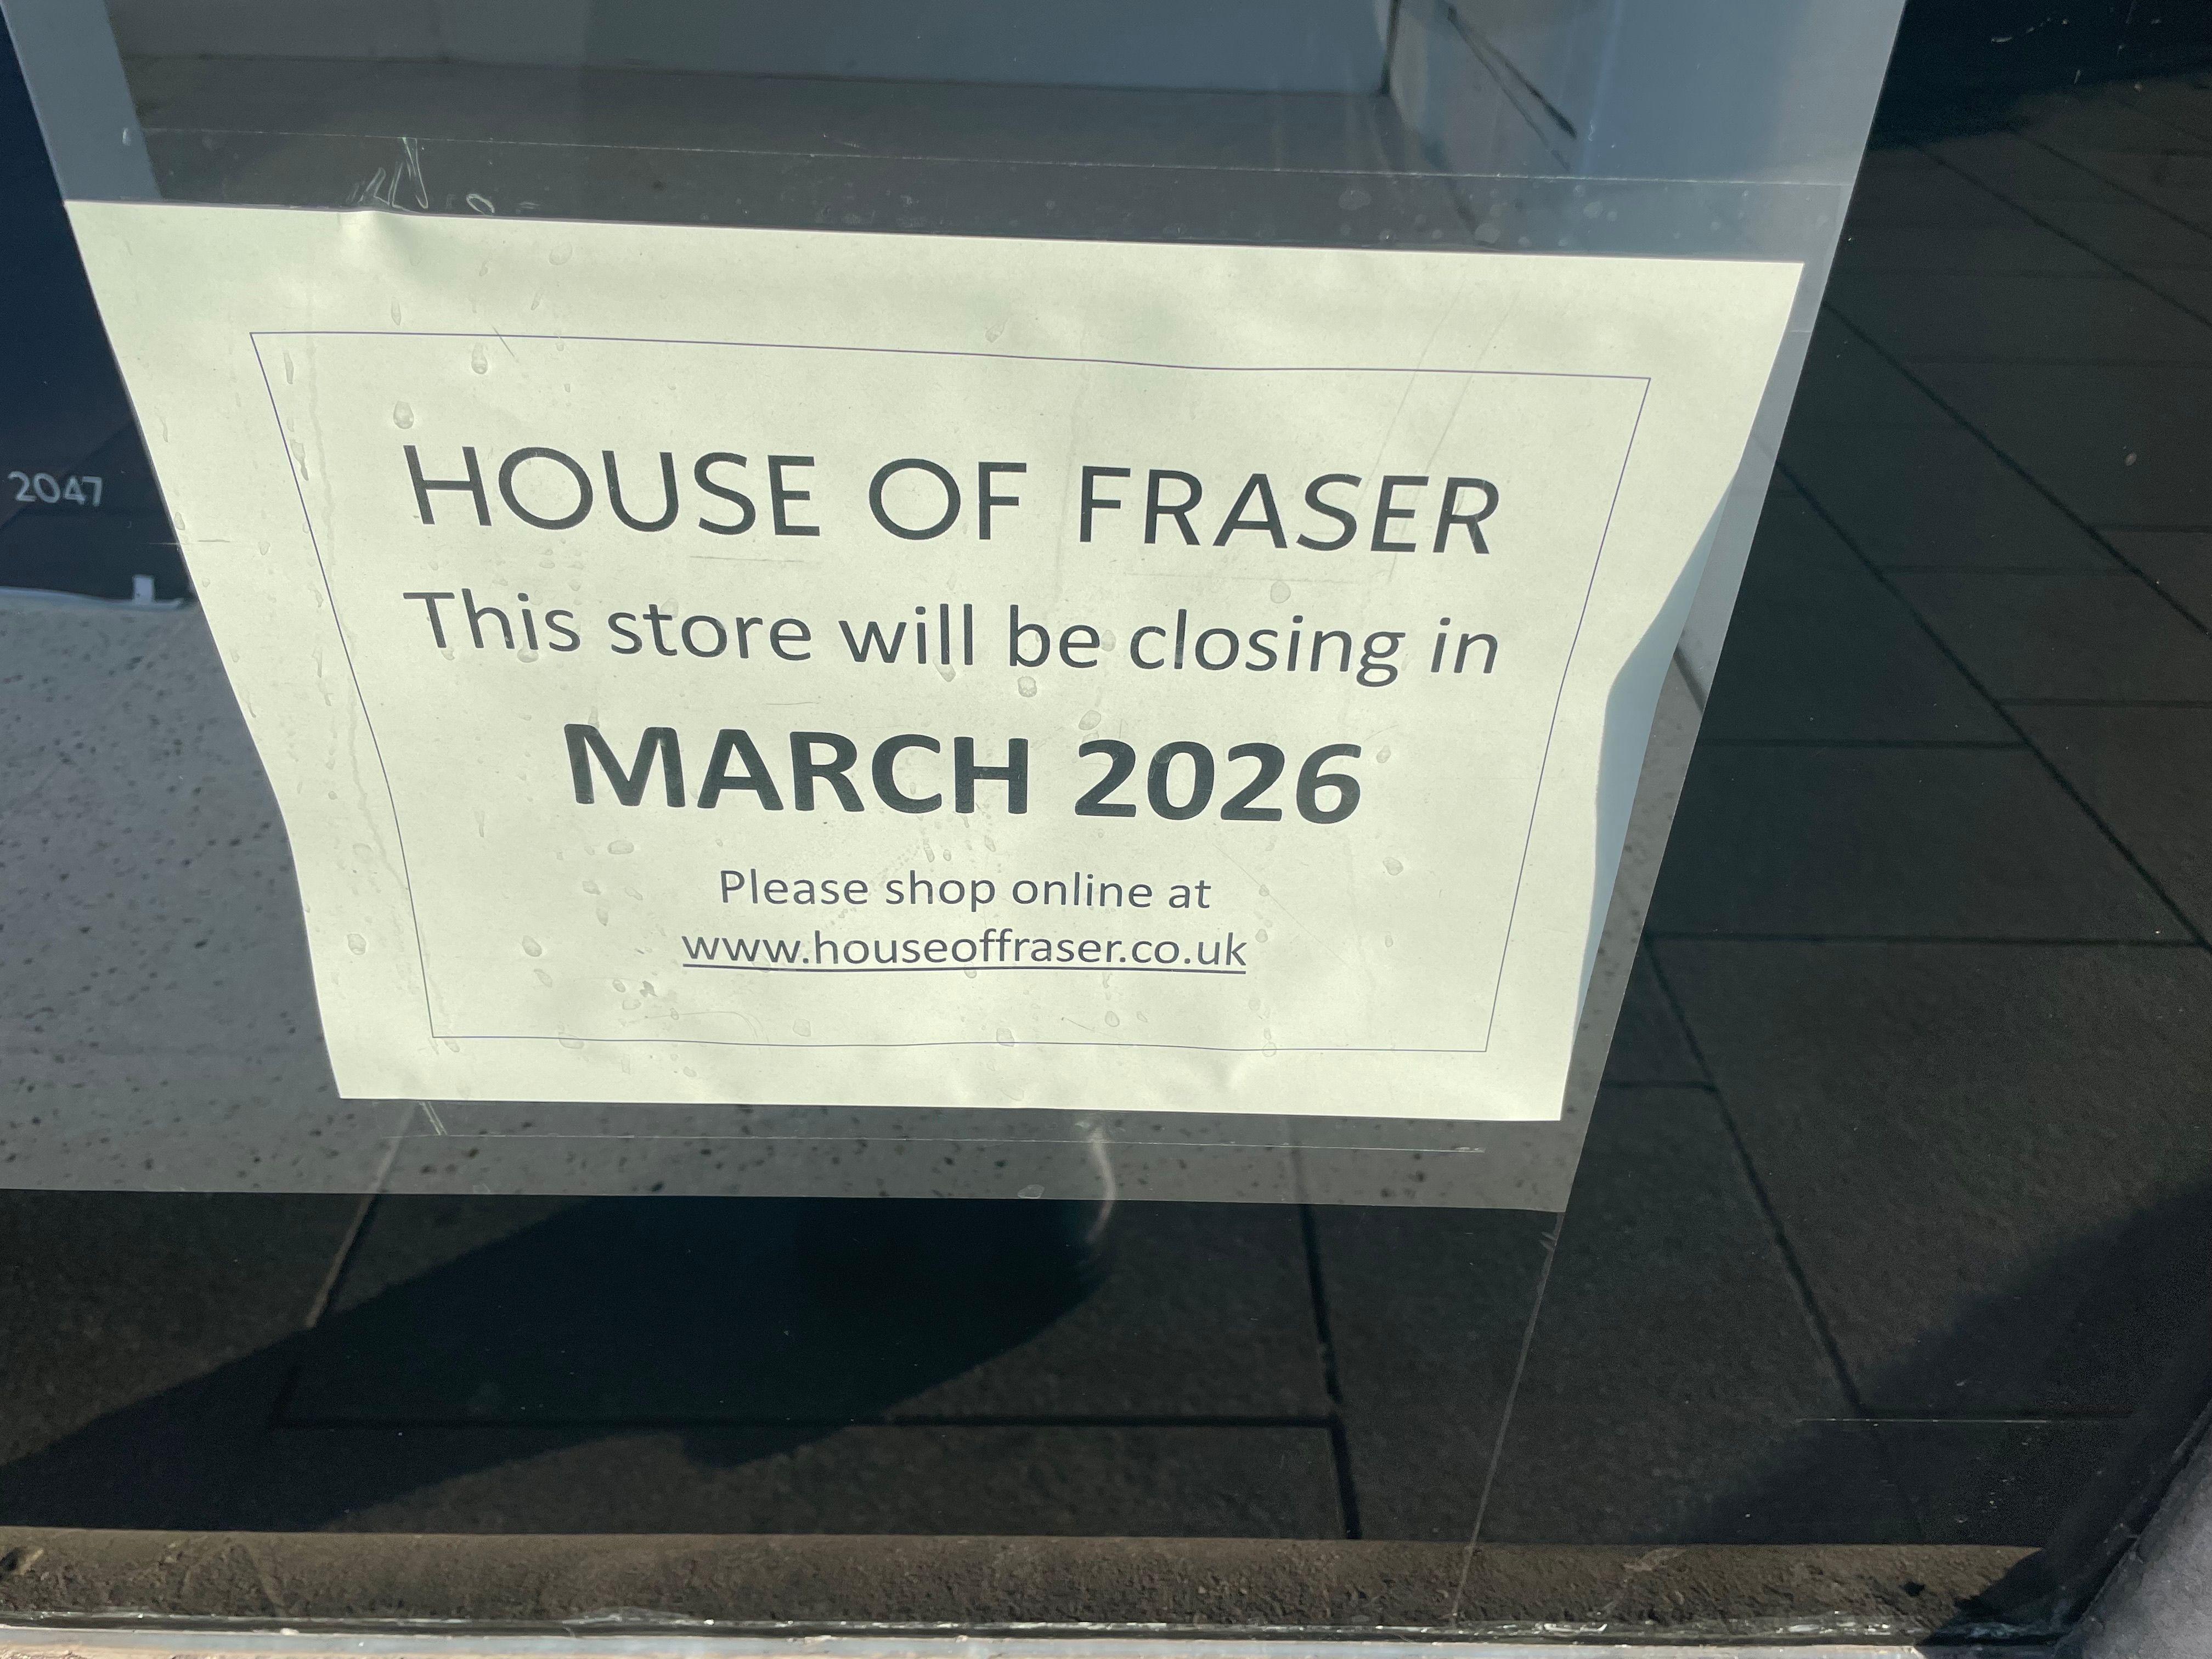 2047
HOUSE OF FRASER
This store will be closing in
MARCH 2026
Please shop online at
www.houseoffraser.co.uk